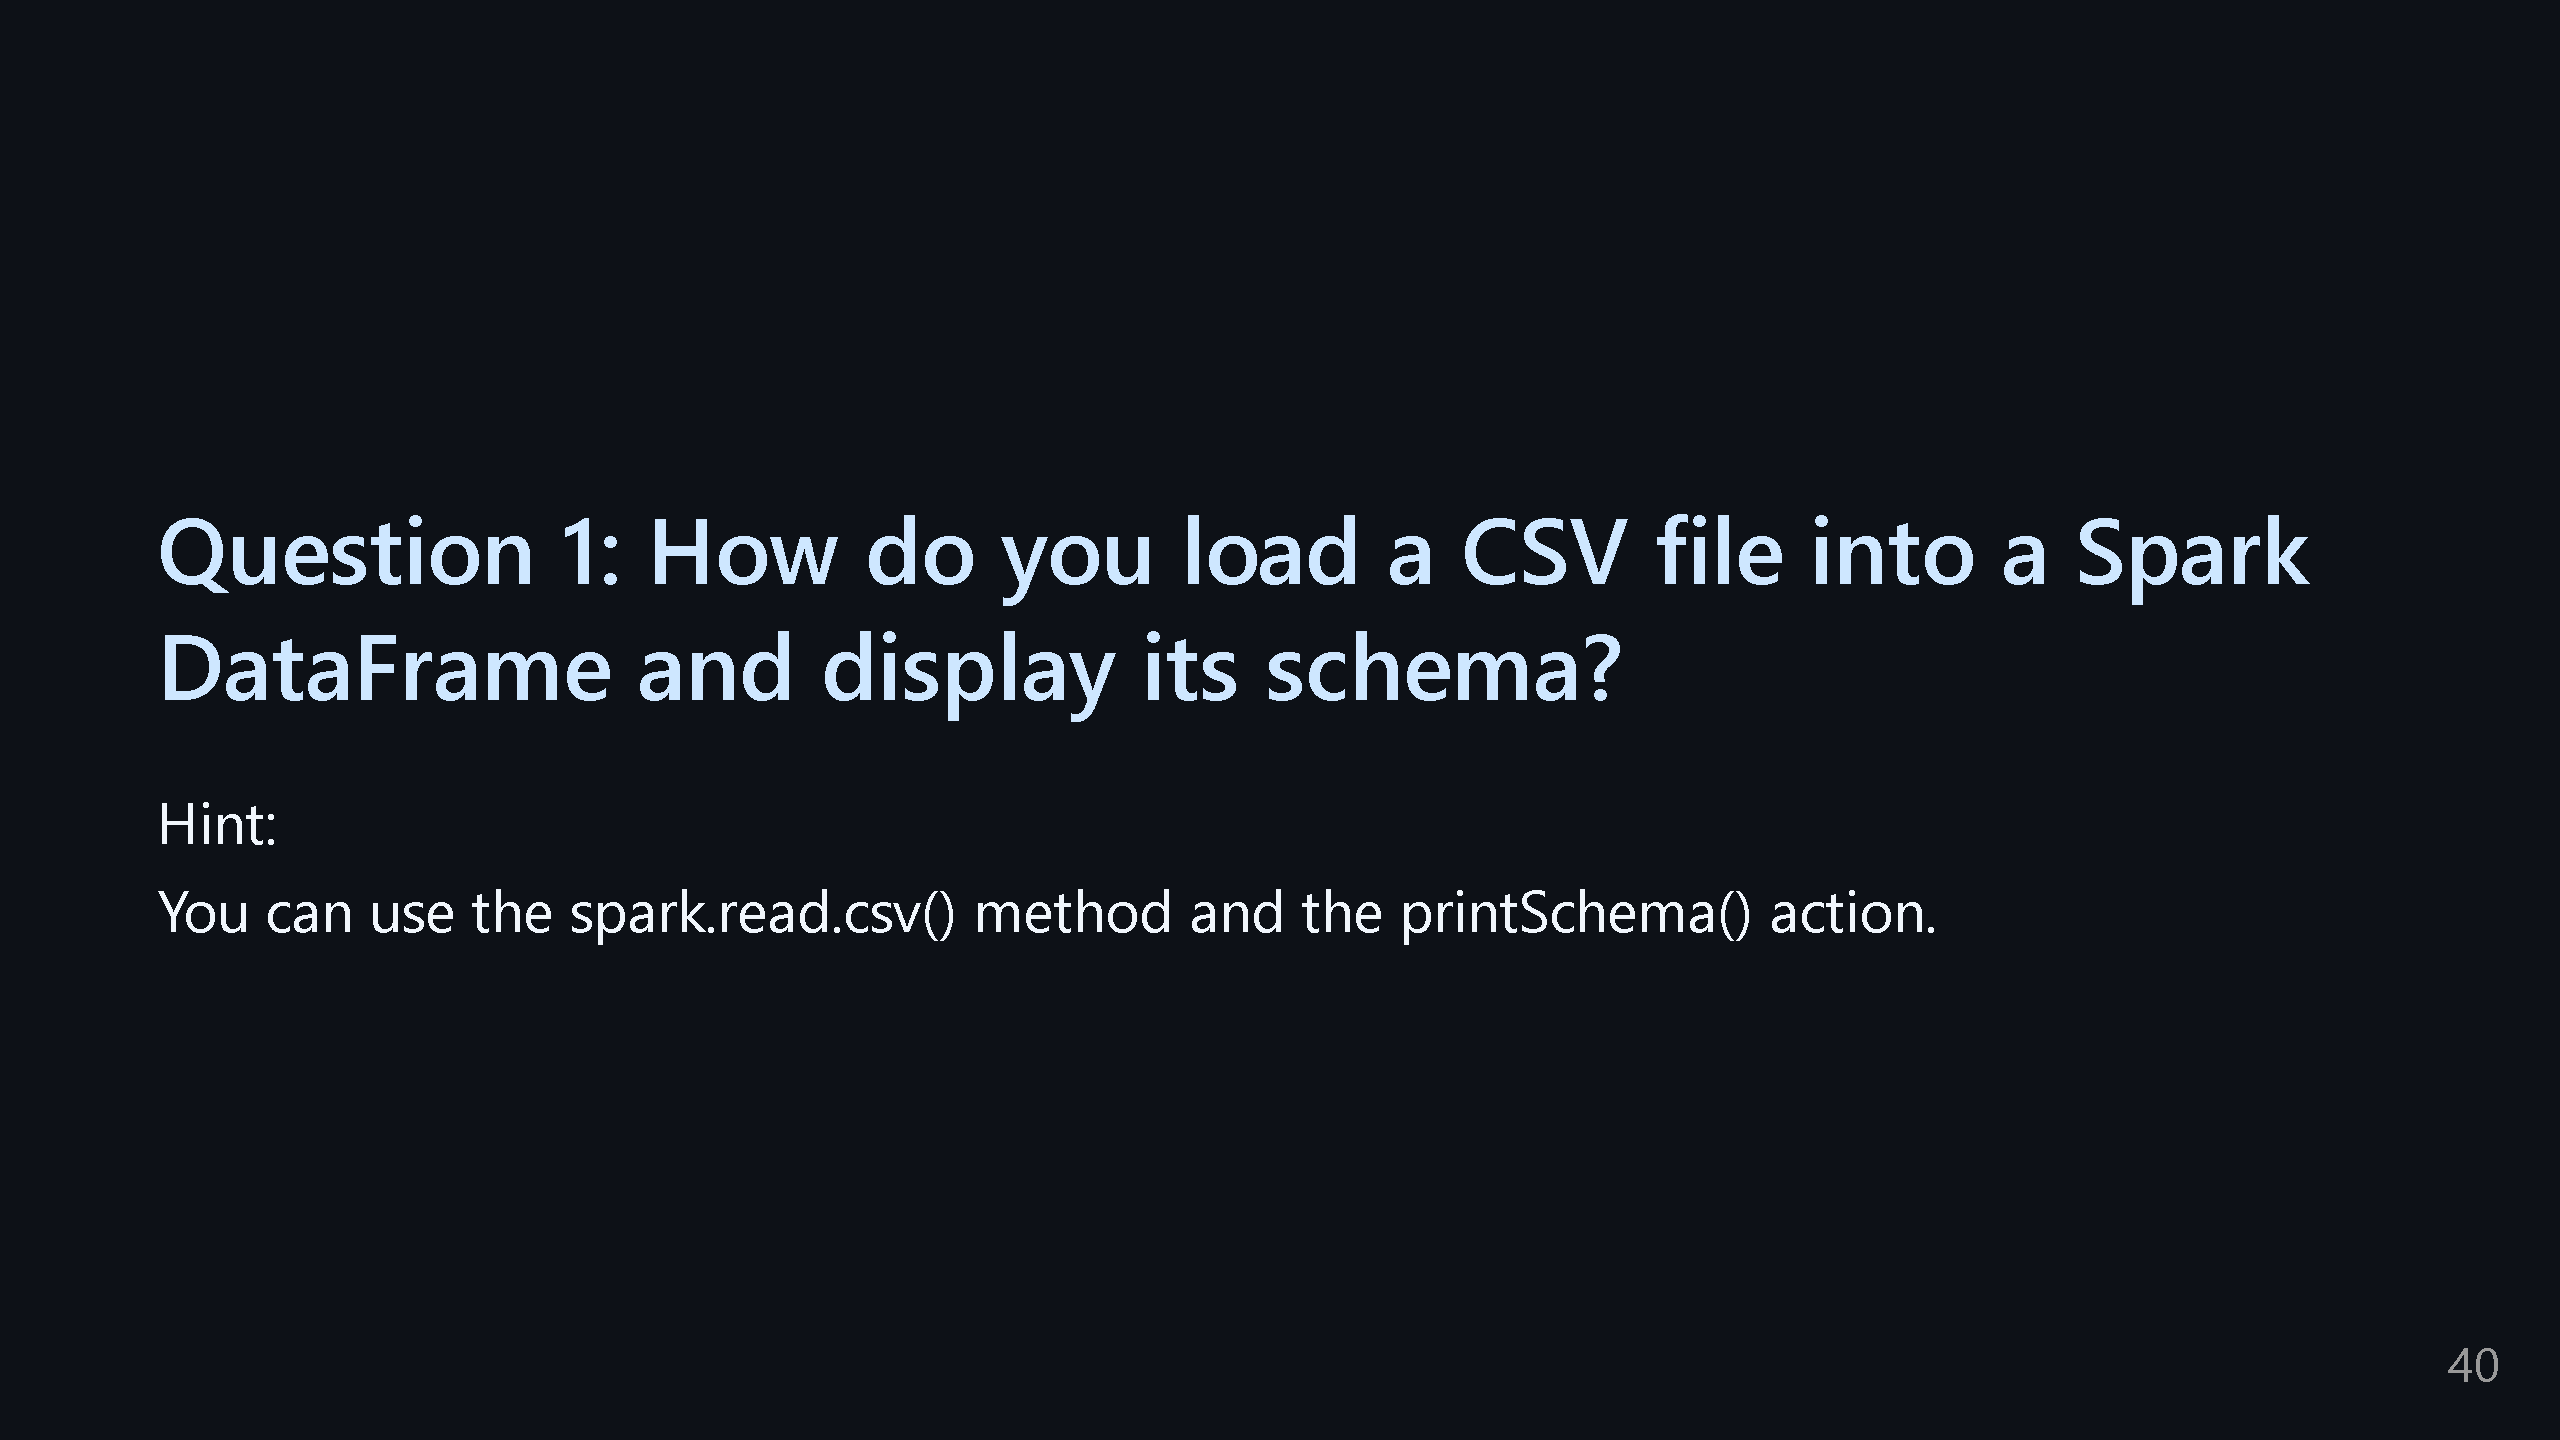 Question 1: How do you load a CSV file into a Spark
DataFrame and display its schema?
Hint:
You can use the spark.read.csv() method and the printSchema() action.
40